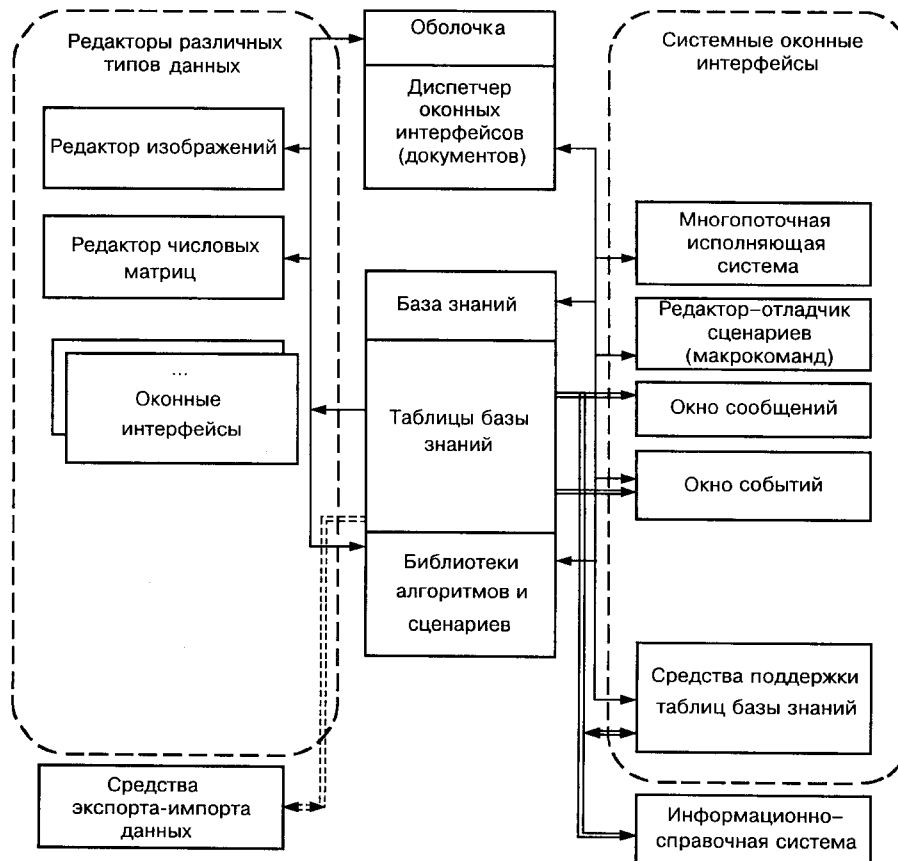 Редакторы различных
типов данных
Редактор изображений
Редактор числовых
матриц
...
Оконные
интерфейсы
Средства
экспорта-импорта
данных
Оболочка
Диспетчер
оконных
интерфейсов
(документов)
База знаний
Таблицы базы
знаний
Библиотеки
алгоритмов и
сценариев
Системные оконные
интерфейсы
Многопоточная
исполняющая
система
Редактор–отладчик
сценариев
(макрокоманд)
Окно сообщений
Окно событий
Средства поддержки
таблиц базы знаний
Информационно–
справочная система